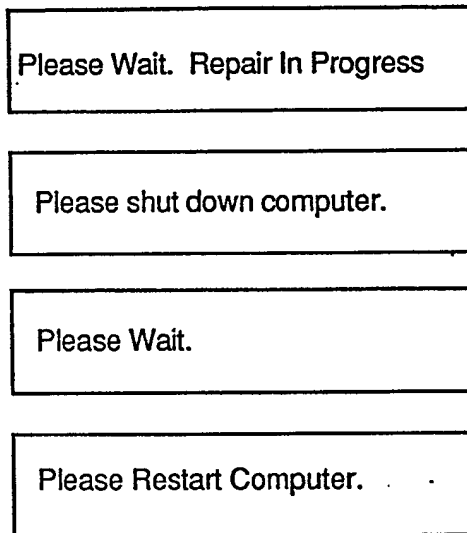 Please Wait. Repair In Progress
Please shut down computer.
Please Wait.
Please Restart Computer.